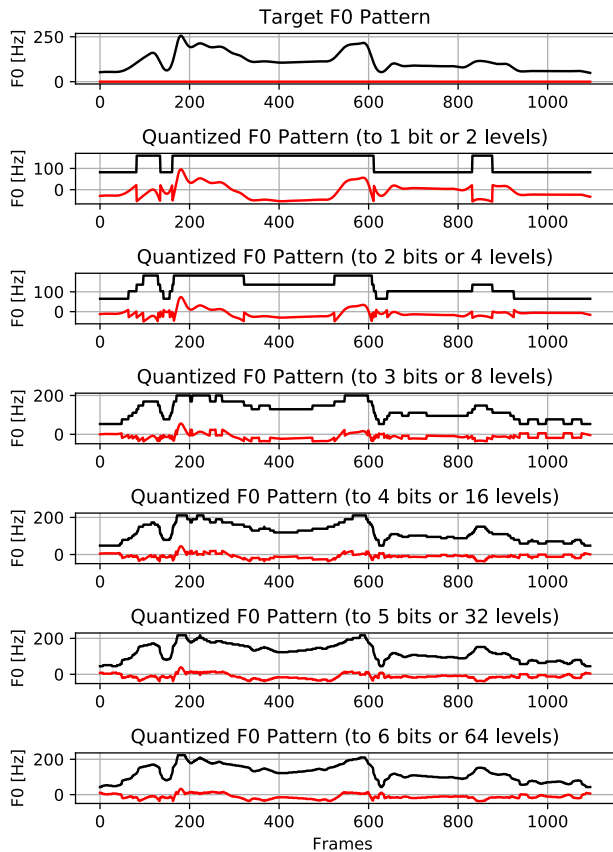 Target F0 Pattern
F0 [Hz]
250
0
0 200 400 600 800 1000
Quantized F0 Pattern (to 1 bit or 2 levels)
F0 [Hz]
100
0
0 200 400 600 800 1000
Quantized F0 Pattern (to 2 bits or 4 levels)
F0 [Hz]
100
0
0 200 400 600 800 1000
Quantized F0 Pattern (to 3 bits or 8 levels)
F0 [Hz]
200
0
0 200 400 600 800 1000
Quantized F0 Pattern (to 4 bits or 16 levels)
F0 [Hz]
200
0
0 200 400 600 800 1000
Quantized F0 Pattern (to 5 bits or 32 levels)
F0 [Hz]
200
0
0 200 400 600 800 1000
Quantized F0 Pattern (to 6 bits or 64 levels)
F0 [Hz]
200
0
0 200 400 600 800 1000
Frames